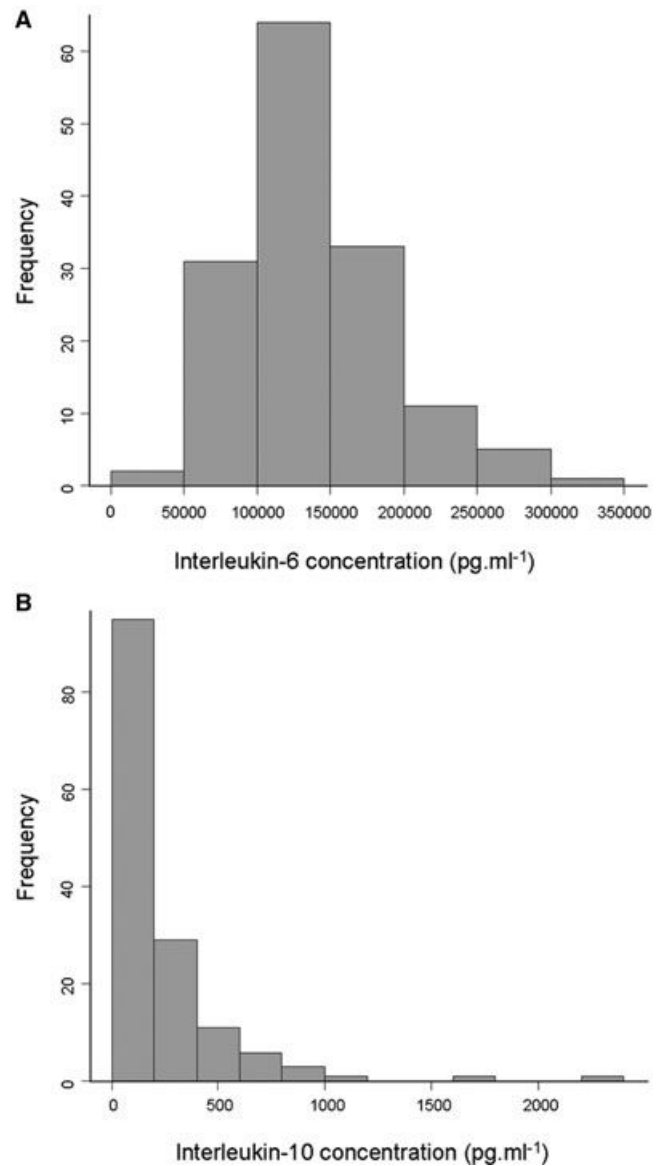 A
60
50
40
30
20
10
0
Frequency
0 50000 100000 150000 200000 250000 300000 350000
Interleukin-6 concentration (pg.ml⁻¹)
B
80
60
40
20
0
Frequency
0 500 1000 1500 2000
Interleukin-10 concentration (pg.ml⁻¹)